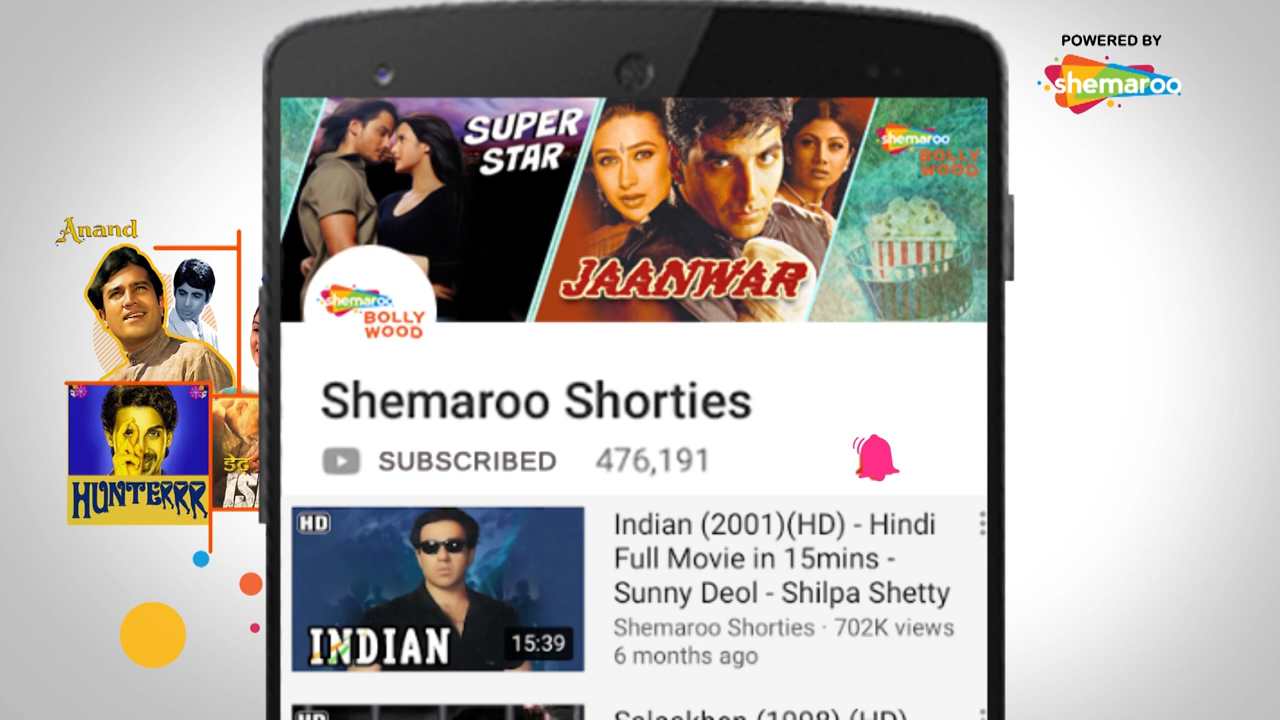 POWERED BY
shemaroo
SUPER
STAR
JAANWAR
shemaroo
BOLLY
WOOD
Anand
shemaroo
BOLLY
WOOD
Shemaroo Shorties
SUBSCRIBED 476,191
HUNTERRR
डेढ़
HD
INDIAN
15:39
Indian (2001)(HD) - Hindi
Full Movie in 15mins -
Sunny Deol - Shilpa Shetty
Shemaroo Shorties · 702K views
6 months ago
HD